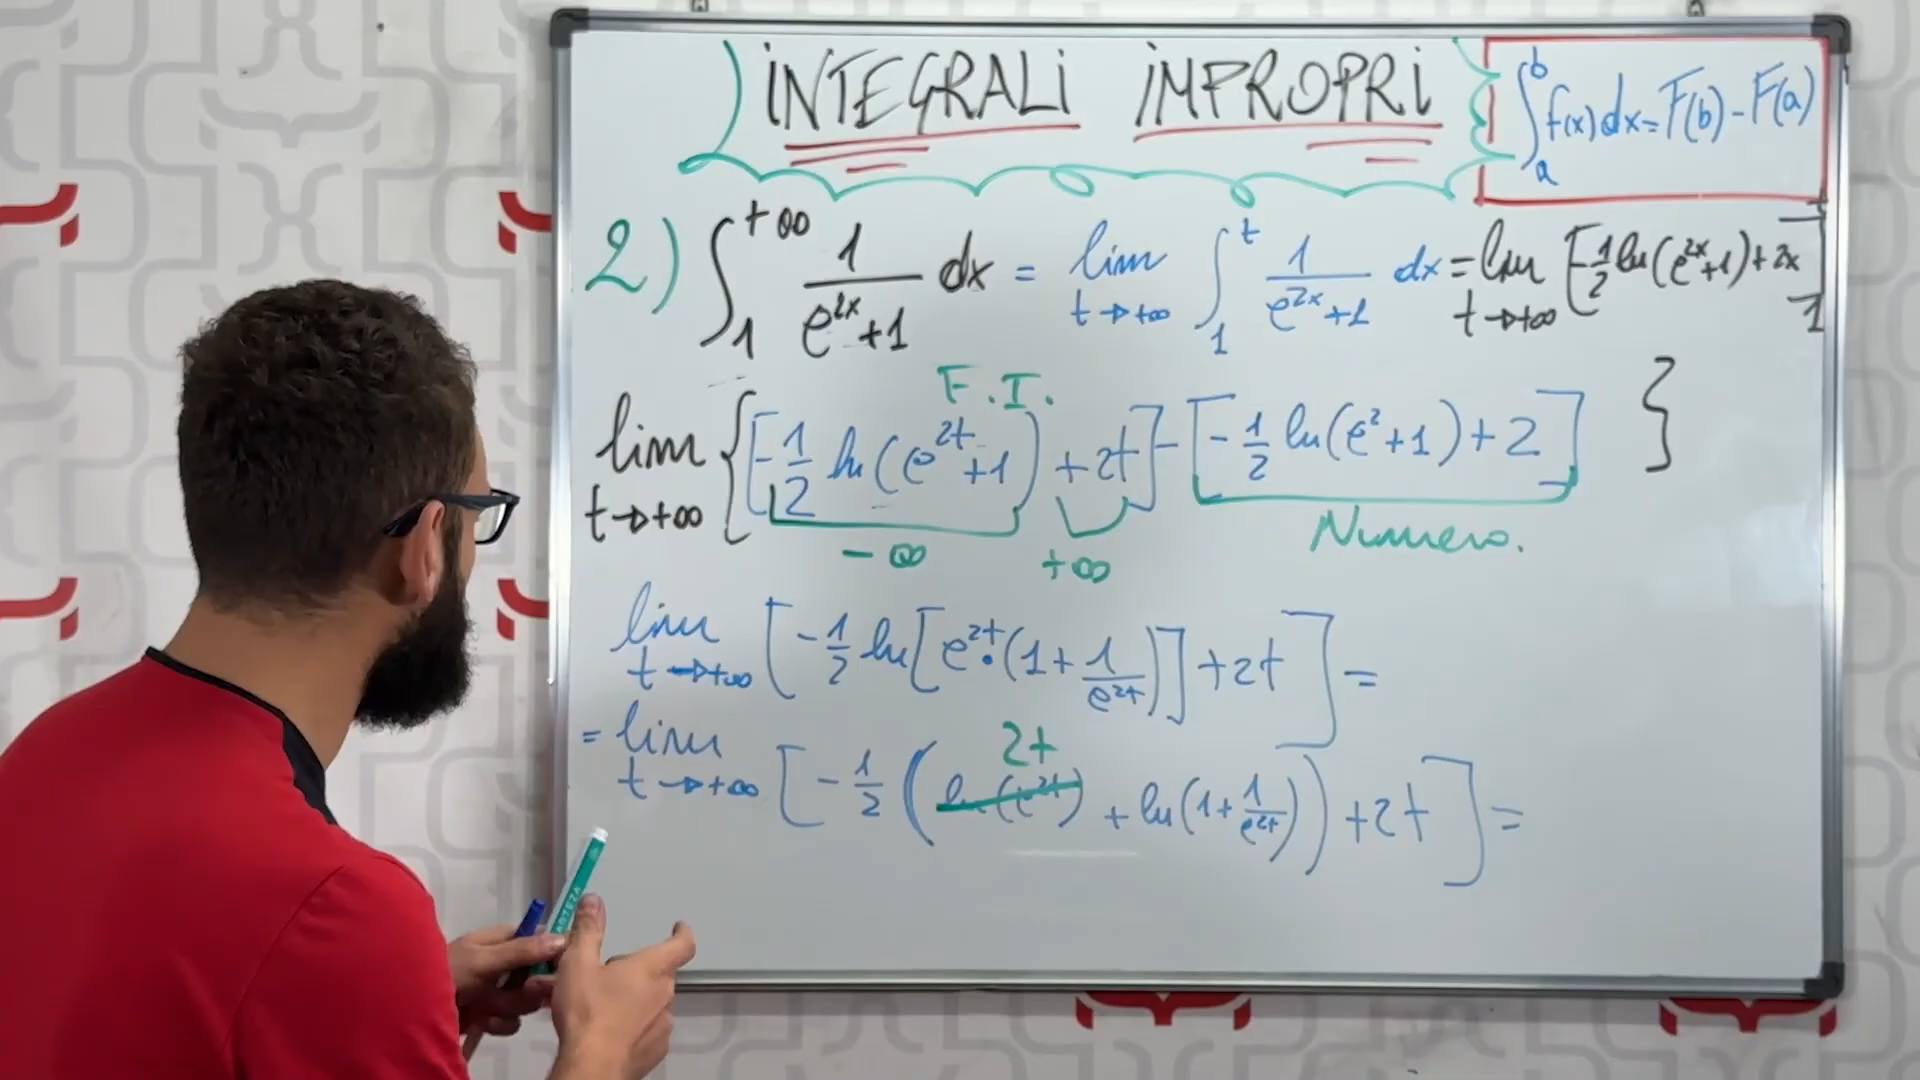 INTEGRALI IMPROPRI
∫_a^b f(x) dx = F(b) - F(a)
2) ∫_1^{+∞} 1/(e^{2x}+1) dx = lim_{t→+∞} ∫_1^t 1/(e^{2x}+1) dx = lim_{t→+∞} [-1/2 ln(e^{2x}+1) + 2x]_1
F.I.
lim_{t→+∞} { [-1/2 ln(e^{2t}+1) + 2t] - [-1/2 ln(e^2+1) + 2] }
-∞ +∞ Numero.
lim_{t→+∞} [-1/2 ln[e^{2t}·(1+1/e^{2t})] + 2t] =
2t
= lim_{t→+∞} [-1/2 (ln(e^{2t}) + ln(1+1/e^{2t})) + 2t] =
ARTEZA